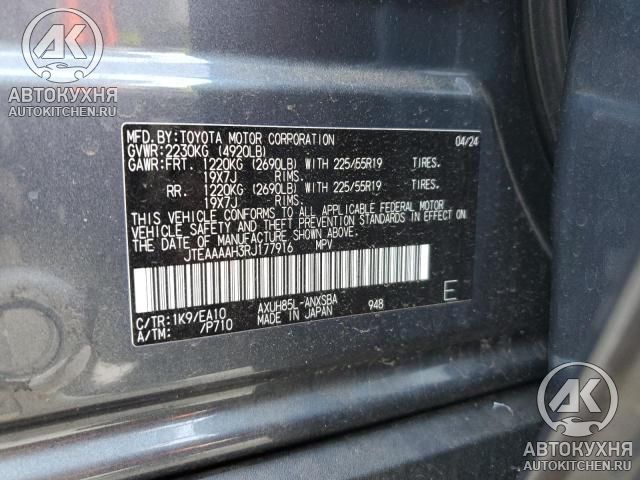 АК
АВТОКУХНЯ
AUTOKITCHEN.RU
MFD.BY:TOYOTA MOTOR CORPORATION 04/24
GVWR:2230KG (4920LB)
GAWR:FRT. 1220KG (2690LB) WITH 225/55R19 TIRES.
19X7J RIMS.
RR. 1220KG (2690LB) WITH 225/55R19 TIRES.
19X7J RIMS.
THIS VEHICLE CONFORMS TO ALL APPLICABLE FEDERAL MOTOR
VEHICLE SAFETY AND THEFT PREVENTION STANDARDS IN EFFECT
ON THE DATE OF MANUFACTURE SHOWN ABOVE.
JTEAAAAH3RJ177916 MPV
C/TR:1K9/EA10 AXUH85L-ANXSBA E
A/TM: /P710 MADE IN JAPAN 948
АК
АВТОКУХНЯ
AUTOKITCHEN.RU